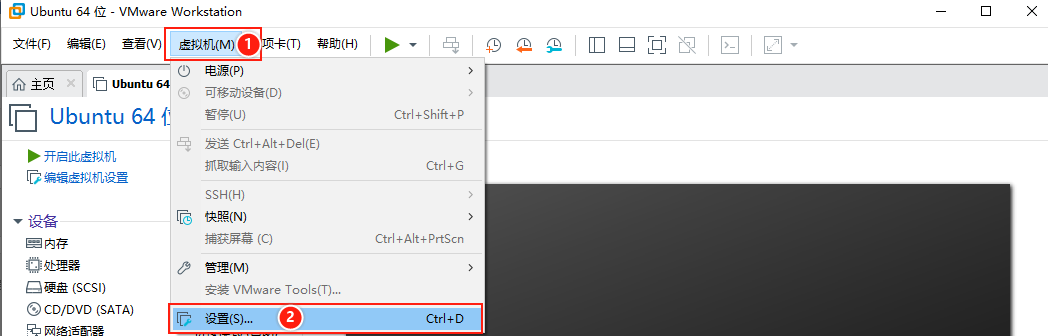 Ubuntu 64 位 - VMware Workstation
文件(F) 编辑(E) 查看(V) 虚拟机(M) 1 项卡(T) 帮助(H)
主页 Ubuntu 64
Ubuntu 64 位
开启此虚拟机
编辑虚拟机设置
设备
内存
处理器
硬盘 (SCSI)
CD/DVD (SATA)
网络适配器
电源(P)
可移动设备(D)
暂停(U) Ctrl+Shift+P
发送 Ctrl+Alt+Del(E)
抓取输入内容(I) Ctrl+G
SSH(H)
快照(N)
捕获屏幕 (C) Ctrl+Alt+PrtScn
管理(M)
安装 VMware Tools(T)...
设置(S)... 2 Ctrl+D